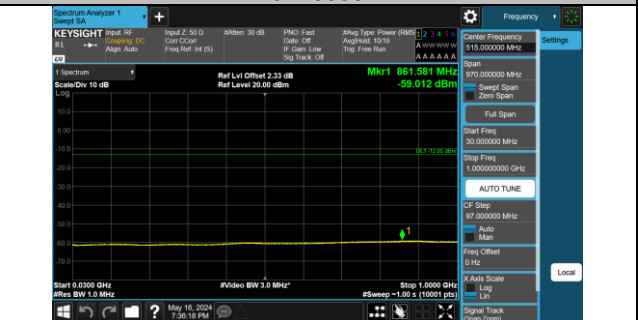 Spectrum Analyzer 1
Swept SA
Frequency
KEYSIGHT
Input: RF
Input Z: 50 Ω
#Atten: 30 dB
PNO: Fast
#Avg Type: Power (RMS
1 2 3 4 5 6
RL
Coupling: DC
Corr CCorr
Gate: Off
Avg|Hold: 10/10
A W W W W W
Align: Auto
Freq Ref: Int (S)
IF Gain: Low
Trig: Free Run
Sig Track: Off
A A A A A A
LXI
1 Spectrum
Ref Lvl Offset 2.33 dB
Mkr1 861.581 MHz
Scale/Div 10 dB
Ref Level 20.00 dBm
-59.012 dBm
Log
10.0
0.00
-10.0
DL1 -13.00 dBm
-20.0
-30.0
-40.0
-50.0
1
-60.0
-70.0
Start 0.0300 GHz
#Video BW 3.0 MHz*
Stop 1.0000 GHz
#Res BW 1.0 MHz
#Sweep ~1.00 s (10001 pts)
Center Frequency
515.000000 MHz
Settings
Span
970.000000 MHz
Swept Span
Zero Span
Full Span
Start Freq
30.000000 MHz
Stop Freq
1.000000000 GHz
AUTO TUNE
CF Step
97.000000 MHz
Auto
Man
Freq Offset
0 Hz
Local
X Axis Scale
Log
Lin
Signal Track
(Span Zoom)
?
May 16, 2024
7:36:18 PM